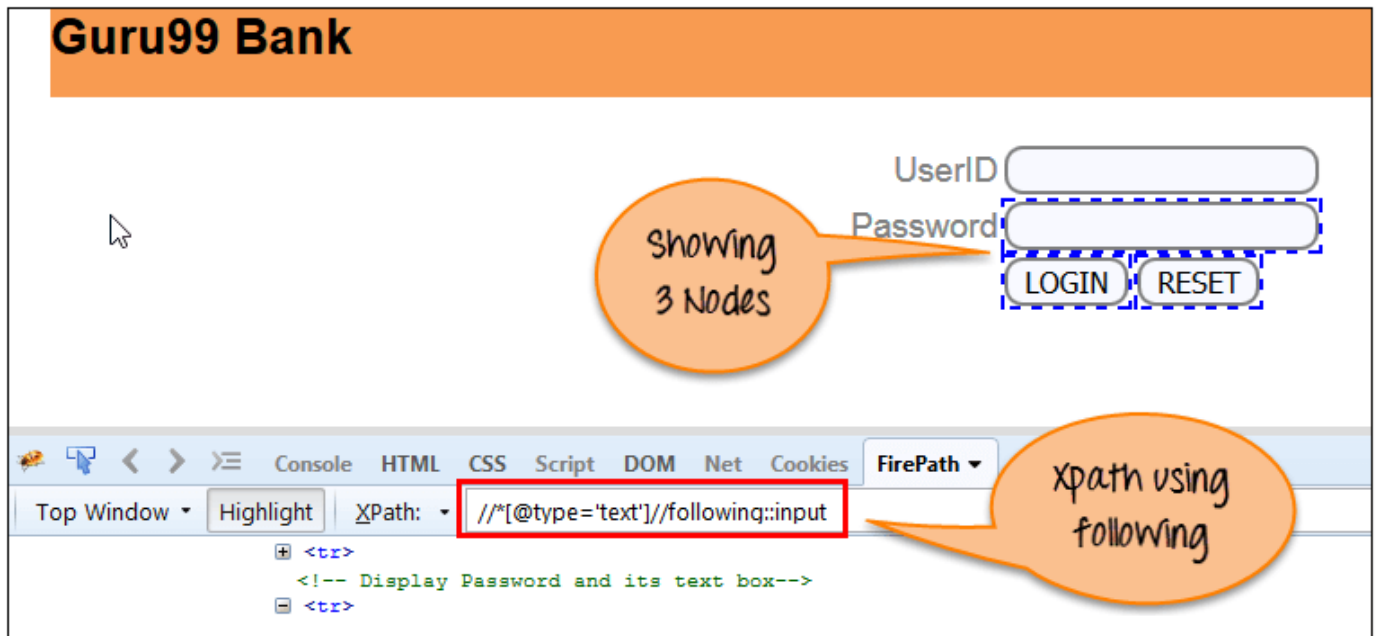 Guru99 Bank
UserID
Password
LOGIN RESET
Showing
3 Nodes
Console HTML CSS Script DOM Net Cookies FirePath
Top Window Highlight XPath: //*[@type='text']//following::input
Xpath using
following
<tr>
<!-- Display Password and its text box-->
<tr>